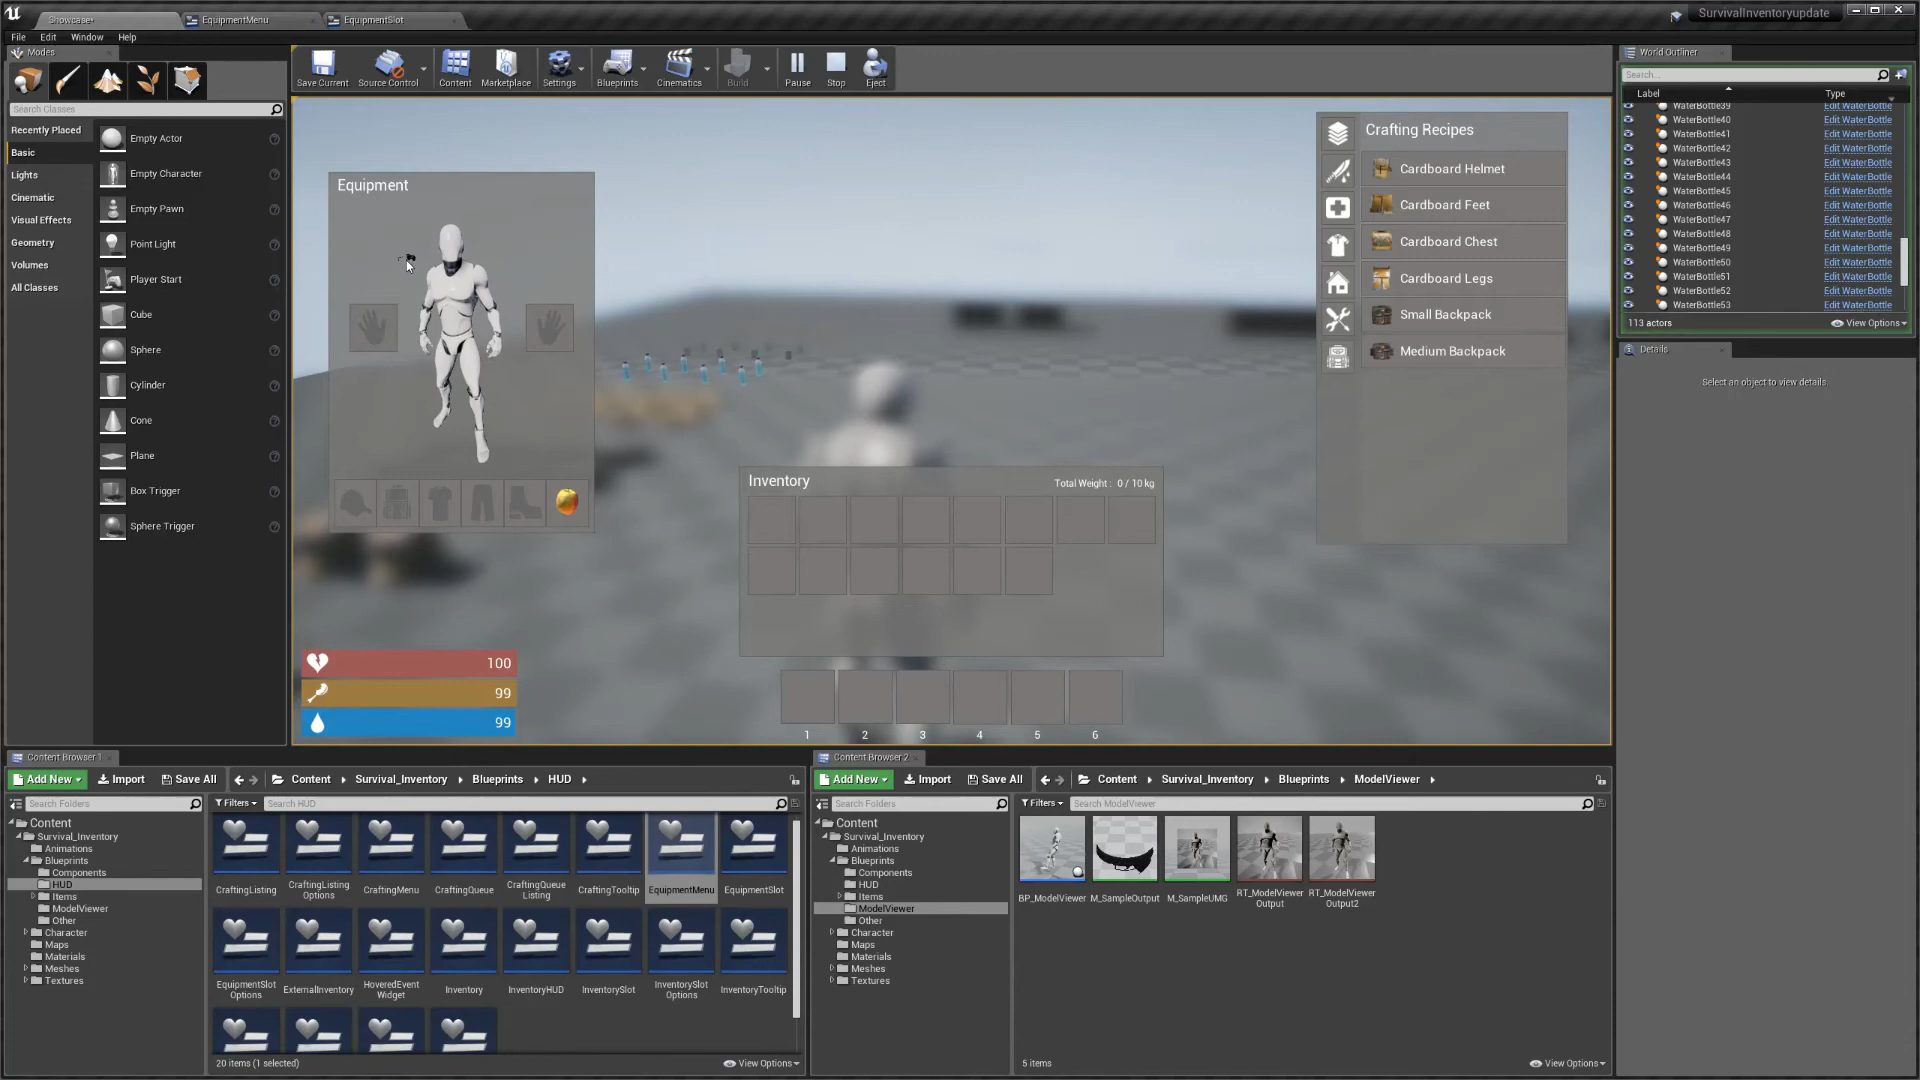 Showcase*
EquipmentMenu
EquipmentSlot
SurvivalInventoryupdate
File
Edit
Window
Help
Modes
Search Classes
Recently Placed
Basic
Lights
Cinematic
Visual Effects
Geometry
Volumes
All Classes
Empty Actor
Empty Character
Empty Pawn
Point Light
Player Start
Cube
Sphere
Cylinder
Cone
Plane
Box Trigger
Sphere Trigger
Save Current
Source Control
Content
Marketplace
Settings
Blueprints
Cinematics
Build
Pause
Stop
Eject
Equipment
Inventory
Total Weight : 0 / 10 kg
100
99
99
1
2
3
4
5
6
Crafting Recipes
Cardboard Helmet
Cardboard Feet
Cardboard Chest
Cardboard Legs
Small Backpack
Medium Backpack
World Outliner
Search...
Label
Type
WaterBottle39 Edit WaterBottle
WaterBottle40 Edit WaterBottle
WaterBottle41 Edit WaterBottle
WaterBottle42 Edit WaterBottle
WaterBottle43 Edit WaterBottle
WaterBottle44 Edit WaterBottle
WaterBottle45 Edit WaterBottle
WaterBottle46 Edit WaterBottle
WaterBottle47 Edit WaterBottle
WaterBottle48 Edit WaterBottle
WaterBottle49 Edit WaterBottle
WaterBottle50 Edit WaterBottle
WaterBottle51 Edit WaterBottle
WaterBottle52 Edit WaterBottle
WaterBottle53 Edit WaterBottle
113 actors
View Options
Details
Select an object to view details.
Content Browser 1
Add New
Import
Save All
Content
Survival_Inventory
Blueprints
HUD
Search Folders
Filters
Search HUD
Content
Survival_Inventory
Animations
Blueprints
Components
HUD
Items
ModelViewer
Other
Character
Maps
Materials
Meshes
Textures
CraftingListing
CraftingListing
Options
CraftingMenu
CraftingQueue
CraftingQueue
Listing
CraftingTooltip
EquipmentMenu
EquipmentSlot
EquipmentSlot
Options
ExternalInventory
HoveredEvent
Widget
Inventory
InventoryHUD
InventorySlot
InventorySlot
Options
InventoryTooltip
20 items (1 selected)
View Options
Content Browser 2
Add New
Import
Save All
Content
Survival_Inventory
Blueprints
ModelViewer
Search Folders
Filters
Search ModelViewer
Content
Survival_Inventory
Animations
Blueprints
Components
HUD
Items
ModelViewer
Other
Character
Maps
Materials
Meshes
Textures
BP_ModelViewer
M_SampleOutput
M_SampleUMG
RT_ModelViewer
Output
RT_ModelViewer
Output2
5 items
View Options